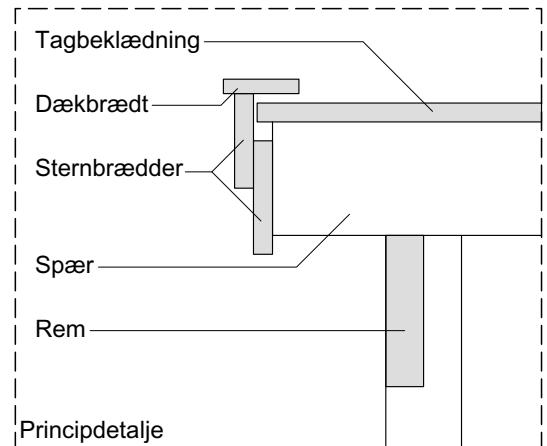 Tagbeklædning
Dækbrædt
Sternbrædder
Spær
Rem
Principdetalje